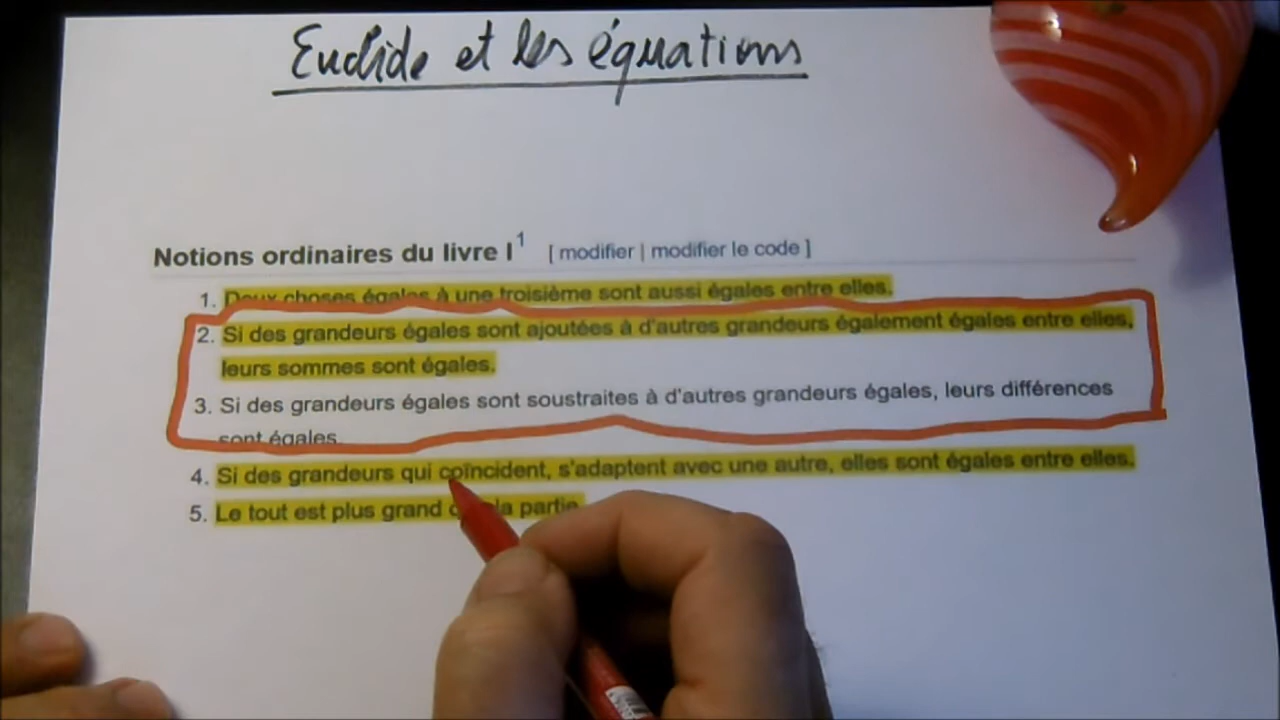 Euclide et les équations
Notions ordinaires du livre I1 [ modifier | modifier le code ]
1. Deux choses égales à une troisième sont aussi égales entre elles.
2. Si des grandeurs égales sont ajoutées à d'autres grandeurs également égales entre elles,
leurs sommes sont égales.
3. Si des grandeurs égales sont soustraites à d'autres grandeurs égales, leurs différences
sont égales.
4. Si des grandeurs qui coïncident, s'adaptent avec une autre, elles sont égales entre elles.
5. Le tout est plus grand la partie.